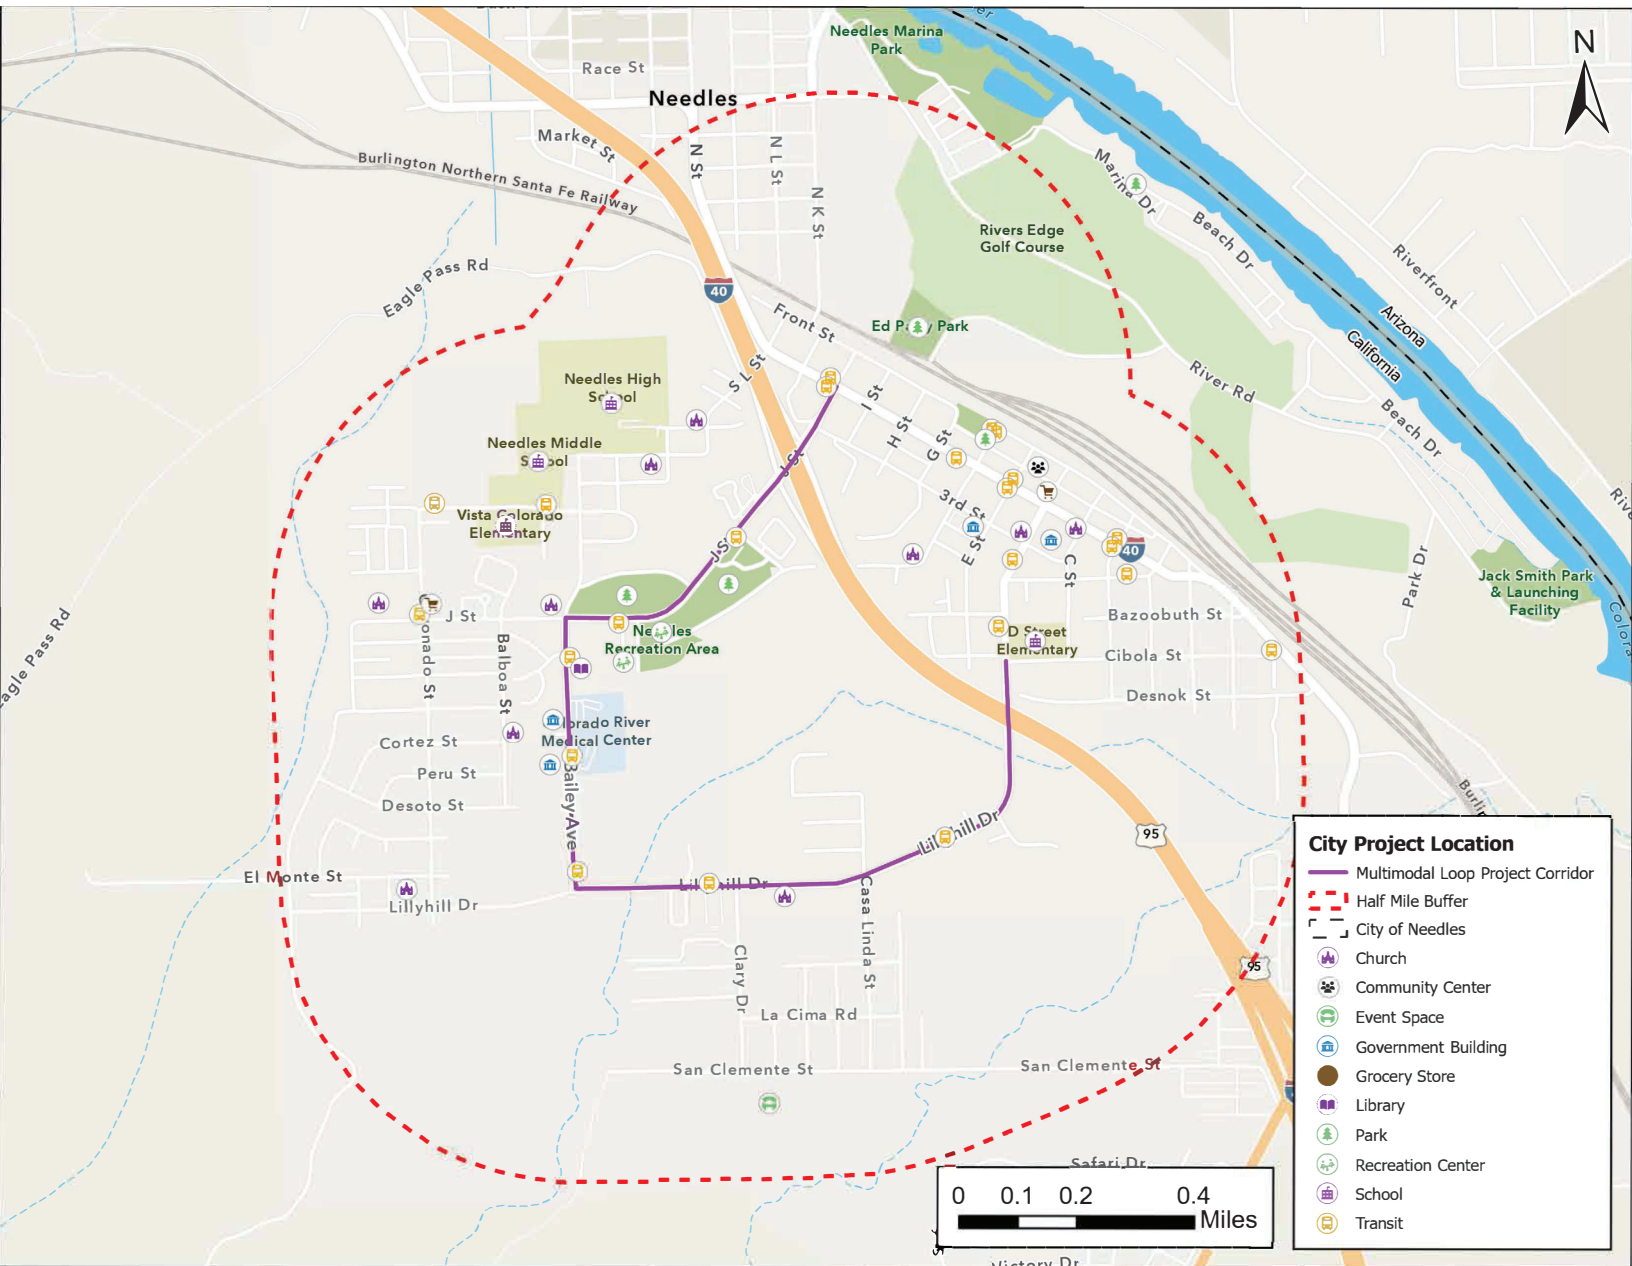 Needles Marina
Park
N
Race St
Needles
Market St
N St
N L St
N K St
Burlington Northern Santa Fe Railway
Marina Dr
Beach Dr
Riverfront
Rivers Edge
Golf Course
Eagle Pass Rd
40
Front St
Arizona
California
S L St
River Rd
Beach Dr
Needles High
School
I St
H St
G St
Needles Middle
J St
3rd St
Vista Colorado
Elementary
E St
C St
40
J St
Park Dr
Jack Smith Park
& Launching
Facility
Eagle Pass Rd
J St
Balboa St
Bazoobuth St
D Street
Elementary
Needles
Recreation Area
Cibola St
Desnok St
Cortez St
Medical Center
Peru St
Desoto St
Bailey Ave
95
El Monte St
Lillyhill Dr
Casa Linda St
Clary Dr
La Cima Rd
95
San Clemente St
San Clemente St
Safari Dr
Victory Dr
0 0.1 0.2 0.4
Miles
City Project Location
Multimodal Loop Project Corridor
Half Mile Buffer
City of Needles
Church
Community Center
Event Space
Government Building
Grocery Store
Library
Park
Recreation Center
School
Transit